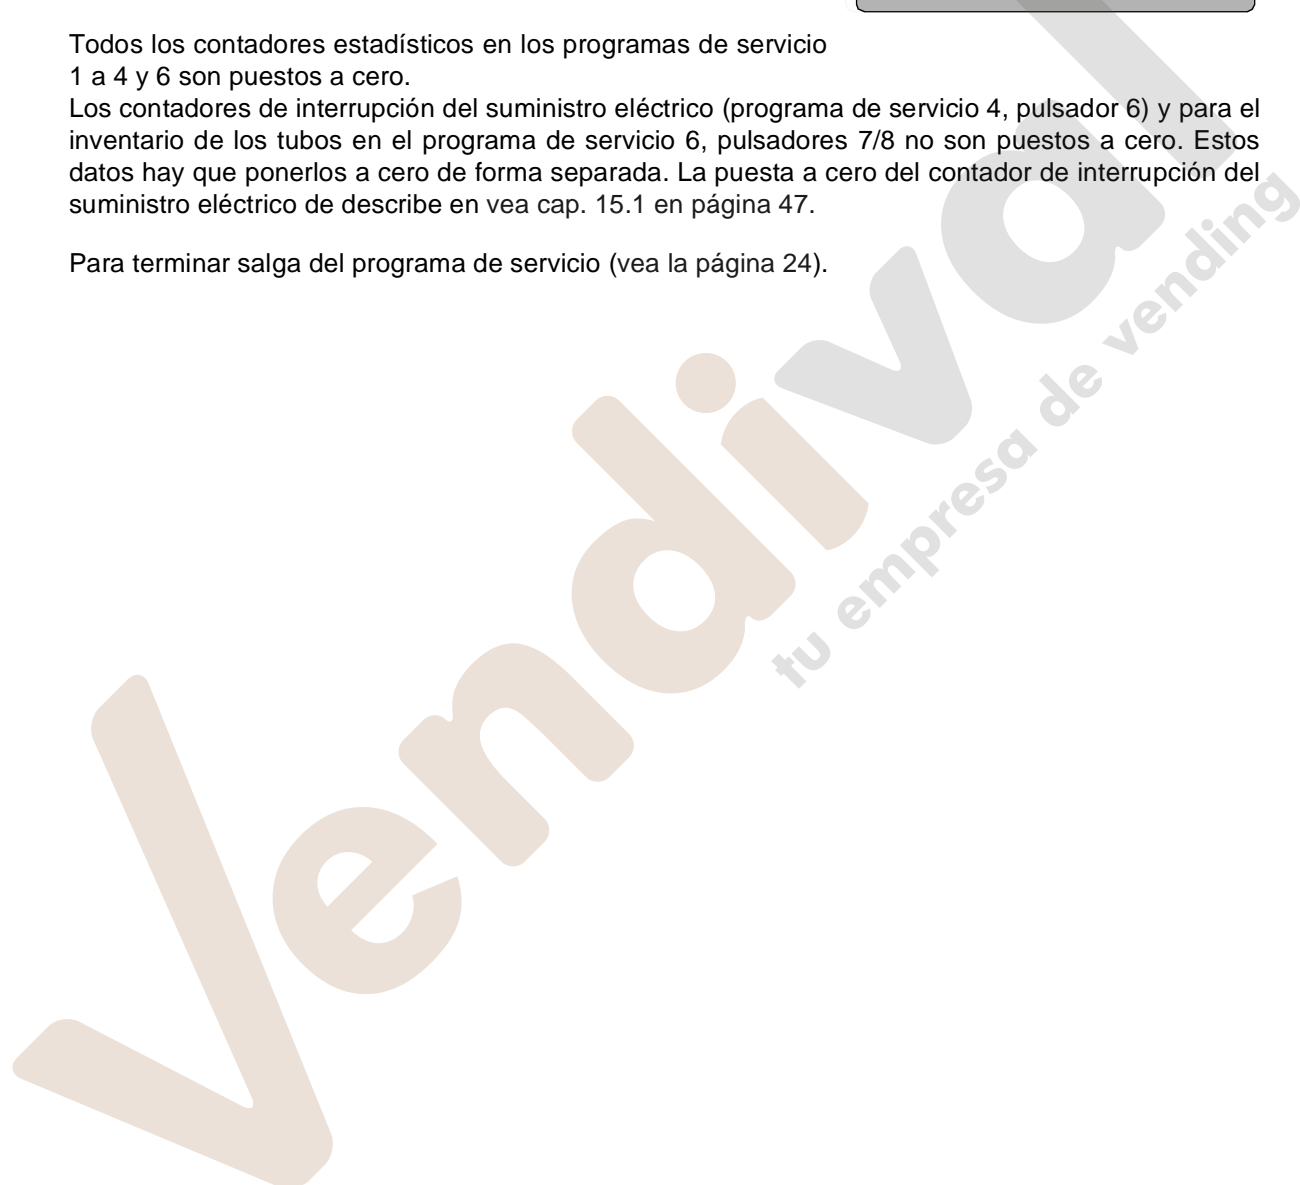 Todos los contadores estadísticos en los programas de servicio
1 a 4 y 6 son puestos a cero.
Los contadores de interrupción del suministro eléctrico (programa de servicio 4, pulsador 6) y para el
inventario de los tubos en el programa de servicio 6, pulsadores 7/8 no son puestos a cero. Estos
datos hay que ponerlos a cero de forma separada. La puesta a cero del contador de interrupción del
suministro eléctrico de describe en vea cap. 15.1 en página 47.
Para terminar salga del programa de servicio (vea la página 24).
Vendival
tu empresa de vending